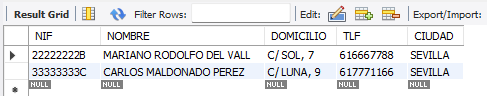 Result Grid Filter Rows: Edit: Export/Import:
NIF NOMBRE DOMICILIO TLF CIUDAD
22222222B MARIANO RODOLFO DEL VALL C/ SOL, 7 616667788 SEVILLA
33333333C CARLOS MALDONADO PEREZ C/ LUNA, 9 617771166 SEVILLA
NULL NULL NULL NULL NULL